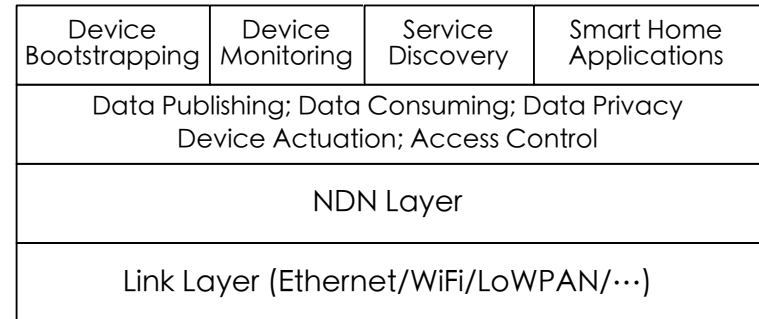 Device
Bootstrapping
Device
Monitoring
Service
Discovery
Smart Home
Applications
Data Publishing; Data Consuming; Data Privacy
Device Actuation; Access Control
NDN Layer
Link Layer (Ethernet/WiFi/LoWPAN/⋯)